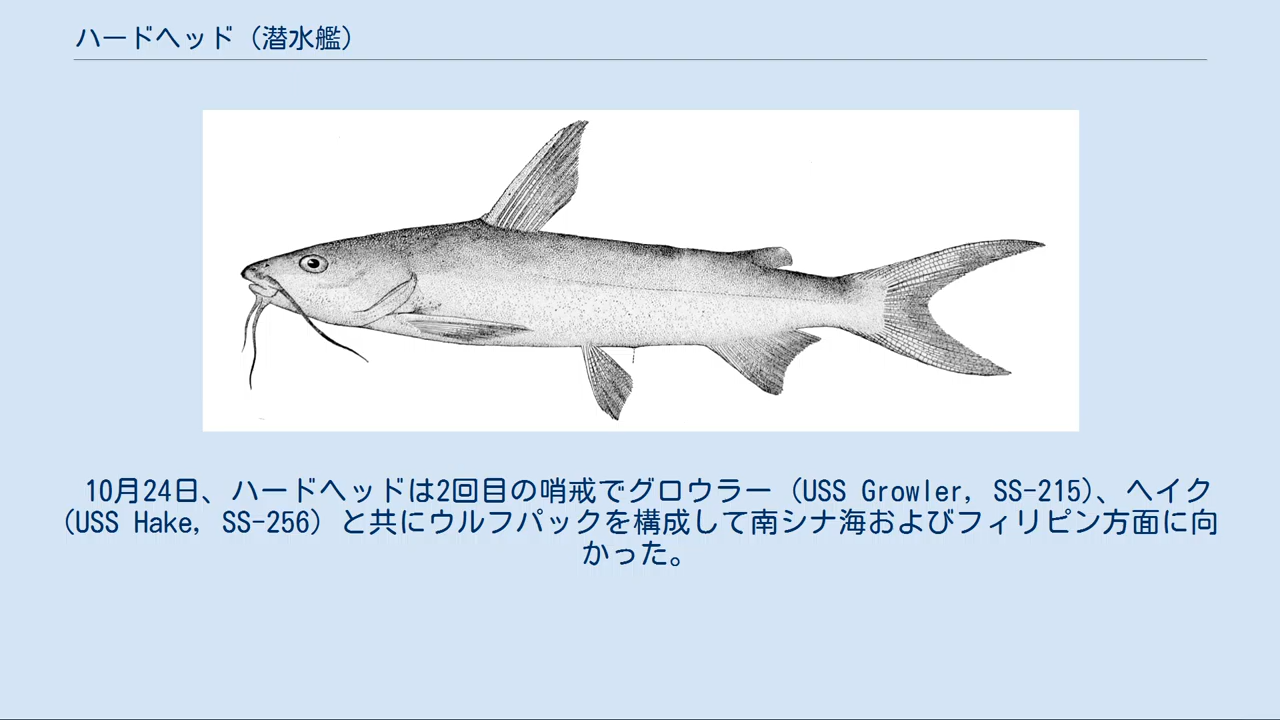 ハードヘッド（潜水艦）
10月24日、ハードヘッドは2回目の哨戒でグロウラー（USS Growler, SS-215)、ヘイク
（USS Hake, SS-256）と共にウルフパックを構成して南シナ海およびフィリピン方面に向
かった。